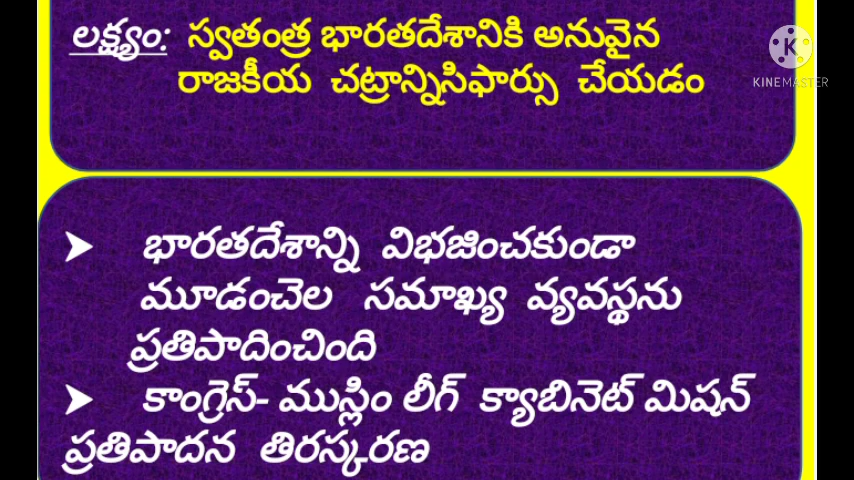 లక్ష్యం: స్వతంత్ర భారతదేశానికి అనువైన
రాజకీయ చట్రాన్నిసిఫార్సు చేయడం
K
KINEMASTER
➤ భారతదేశాన్ని విభజించకుండా
మూడంచెల సమాఖ్య వ్యవస్థను
ప్రతిపాదించింది
➤ కాంగ్రెస్- ముస్లిం లీగ్ క్యాబినెట్ మిషన్
ప్రతిపాదన తిరస్కరణ